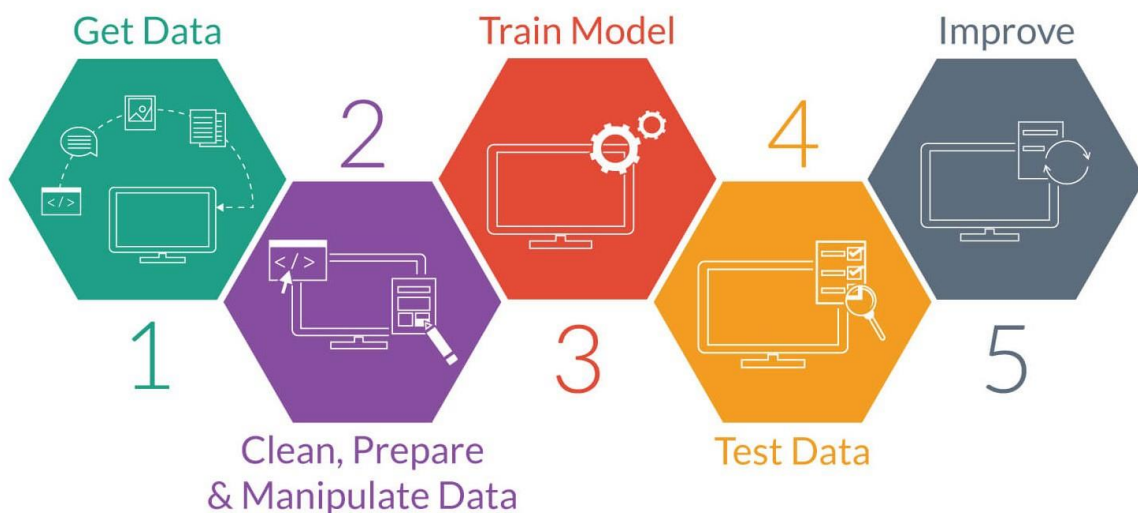 Get Data
1
2
Clean, Prepare
& Manipulate Data
Train Model
3
4
Test Data
Improve
5
</>
</>